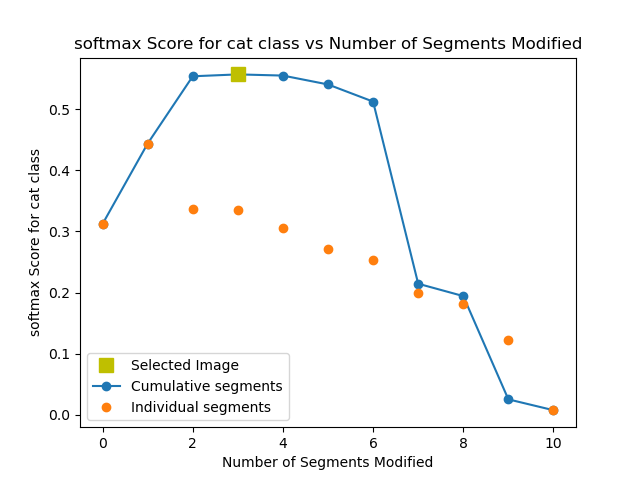 softmax Score for cat class vs Number of Segments Modified
softmax Score for cat class
0.5
0.4
0.3
0.2
0.1
0.0
Selected Image
Cumulative segments
Individual segments
0 2 4 6 8 10
Number of Segments Modified